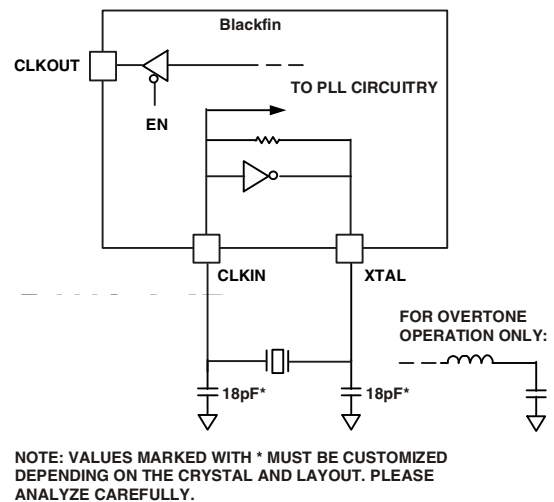 Blackfin
CLKOUT
TO PLL CIRCUITRY
EN
CLKIN
XTAL
FOR OVERTONE
OPERATION ONLY:
18pF*
18pF*
NOTE: VALUES MARKED WITH * MUST BE CUSTOMIZED
DEPENDING ON THE CRYSTAL AND LAYOUT. PLEASE
ANALYZE CAREFULLY.